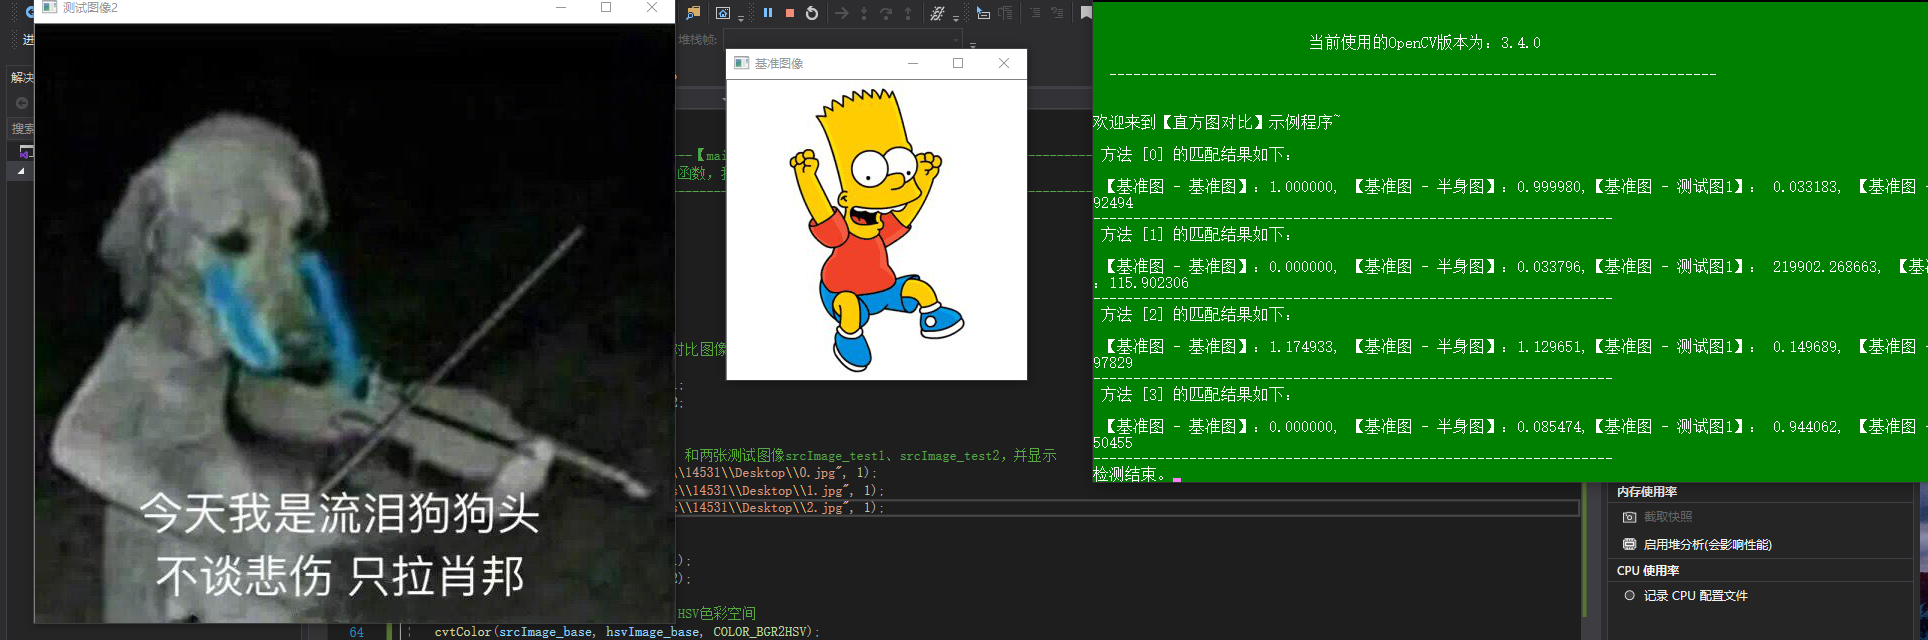 测试图像2
今天我是流泪狗狗头
不谈悲伤 只拉肖邦
进
解决
搜索
堆栈帧:
基准图像
---【mai
函数,
对比图像
和两张测试图像srcImage_test1、srcImage_test2,并显示
\\14531\\Desktop\\0.jpg", 1);
s\\14531\\Desktop\\1.jpg", 1);
s\\14531\\Desktop\\2.jpg", 1);
HSV色彩空间
64 cvtColor(srcImage_base, hsvImage_base, COLOR_BGR2HSV);
当前使用的OpenCV版本为: 3.4.0
----------------------------------------------------------------------------
欢迎来到【直方图对比】示例程序~
方法 [0] 的匹配结果如下:
【基准图 - 基准图】: 1.000000, 【基准图 - 半身图】: 0.999980,【基准图 - 测试图1】: 0.033183, 【基准图 -
92494
-----------------------------------------------------------------
方法 [1] 的匹配结果如下:
【基准图 - 基准图】: 0.000000, 【基准图 - 半身图】: 0.033796,【基准图 - 测试图1】: 219902.268663, 【基准
: 115.902306
-----------------------------------------------------------------
方法 [2] 的匹配结果如下:
【基准图 - 基准图】: 1.174933, 【基准图 - 半身图】: 1.129651,【基准图 - 测试图1】: 0.149689, 【基准图 -
97829
-----------------------------------------------------------------
方法 [3] 的匹配结果如下:
【基准图 - 基准图】: 0.000000, 【基准图 - 半身图】: 0.085474,【基准图 - 测试图1】: 0.944062, 【基准图 -
50455
-----------------------------------------------------------------
检测结束。
内存使用率
截取快照
启用堆分析(会影响性能)
CPU 使用率
记录 CPU 配置文件